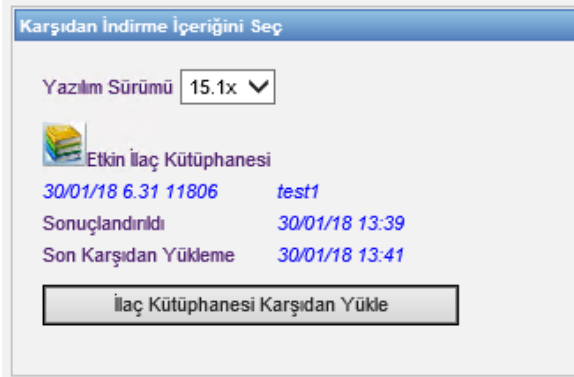 Karşıdan İndirme İçeriğini Seç
Yazılım Sürümü 15.1x
Etkin İlaç Kütüphanesi
30/01/18 6.31 11806 test1
Sonuçlandırıldı 30/01/18 13:39
Son Karşıdan Yükleme 30/01/18 13:41
İlaç Kütüphanesi Karşıdan Yükle